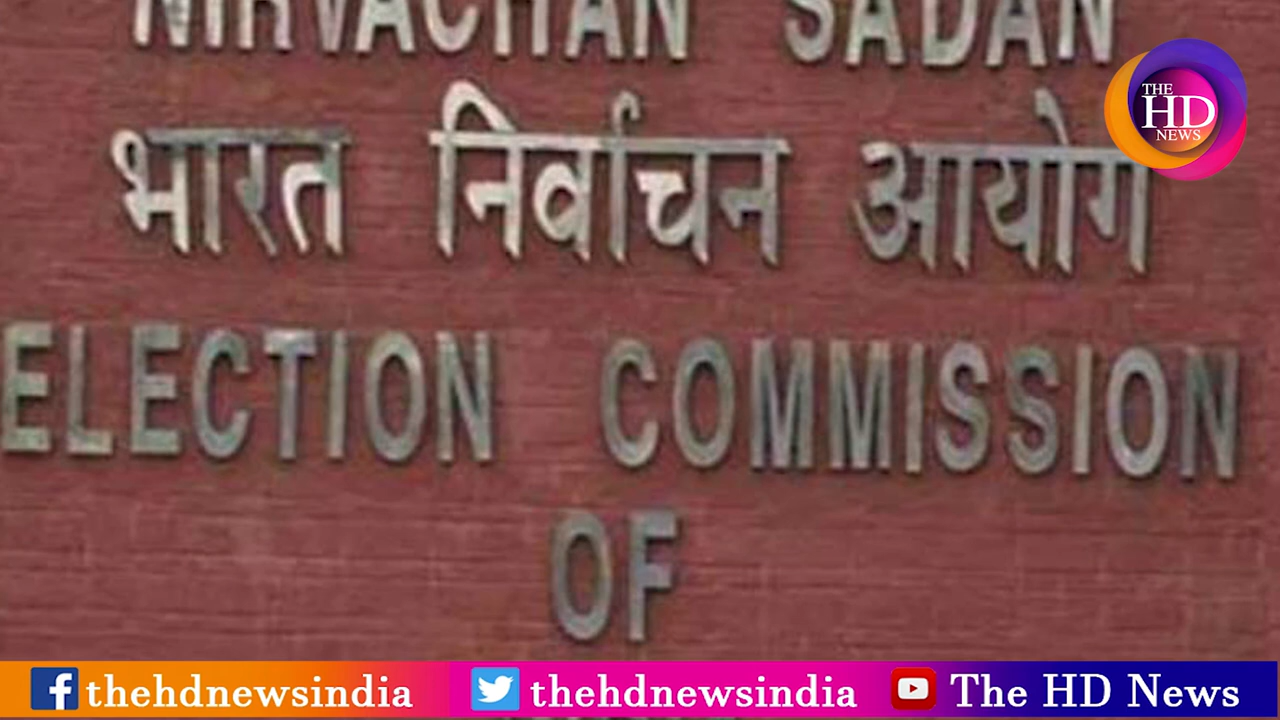 NIRVACHAN SADAN
भारत निर्वाचन आयोग
THE
HD
NEWS
ELECTION COMMISSION
OF
thehdnewsindia thehdnewsindia The HD News